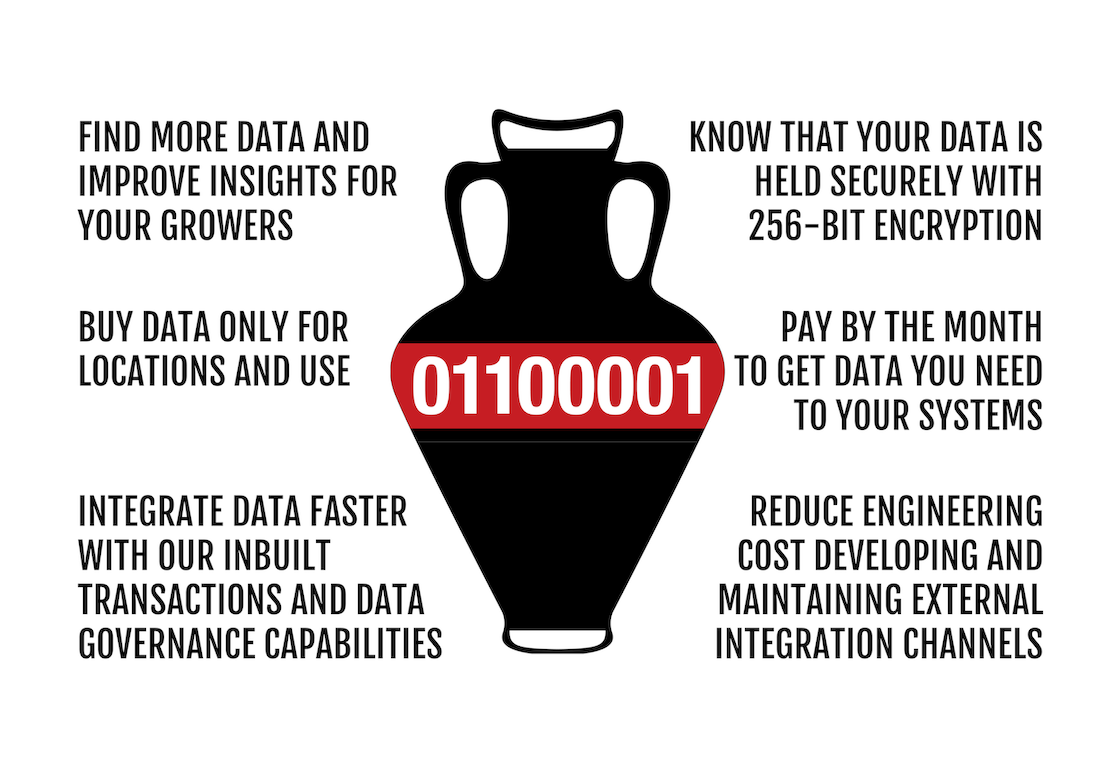 FIND MORE DATA AND
IMPROVE INSIGHTS FOR
YOUR GROWERS
BUY DATA ONLY FOR
LOCATIONS AND USE
INTEGRATE DATA FASTER
WITH OUR INBUILT
TRANSACTIONS AND DATA
GOVERNANCE CAPABILITIES
01100001
KNOW THAT YOUR DATA IS
HELD SECURELY WITH
256-BIT ENCRYPTION
PAY BY THE MONTH
TO GET DATA YOU NEED
TO YOUR SYSTEMS
REDUCE ENGINEERING
COST DEVELOPING AND
MAINTAINING EXTERNAL
INTEGRATION CHANNELS